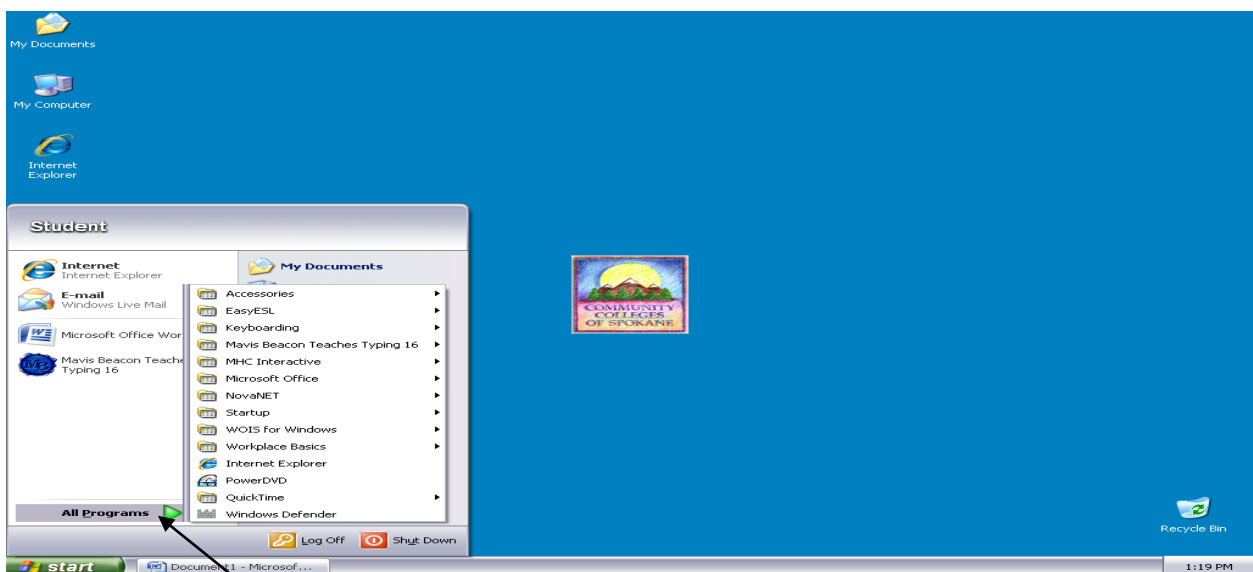 My Documents
My Computer
Internet
Explorer
Student
Internet
Internet Explorer
E-mail
Windows Live Mail
Microsoft Office Wor
Mavis Beacon Teache
Typing 16
My Documents
Accessories
EasyESL
Keyboarding
Mavis Beacon Teaches Typing 16
MHC Interactive
Microsoft Office
NovaNET
Startup
WOIS for Windows
Workplace Basics
Internet Explorer
PowerDVD
QuickTime
Windows Defender
All Programs
Log Off
Shut Down
COMMUNITY
COLLEGES
OF SPOKANE
Recycle Bin
start
Document1 - Microsof...
1:19 PM